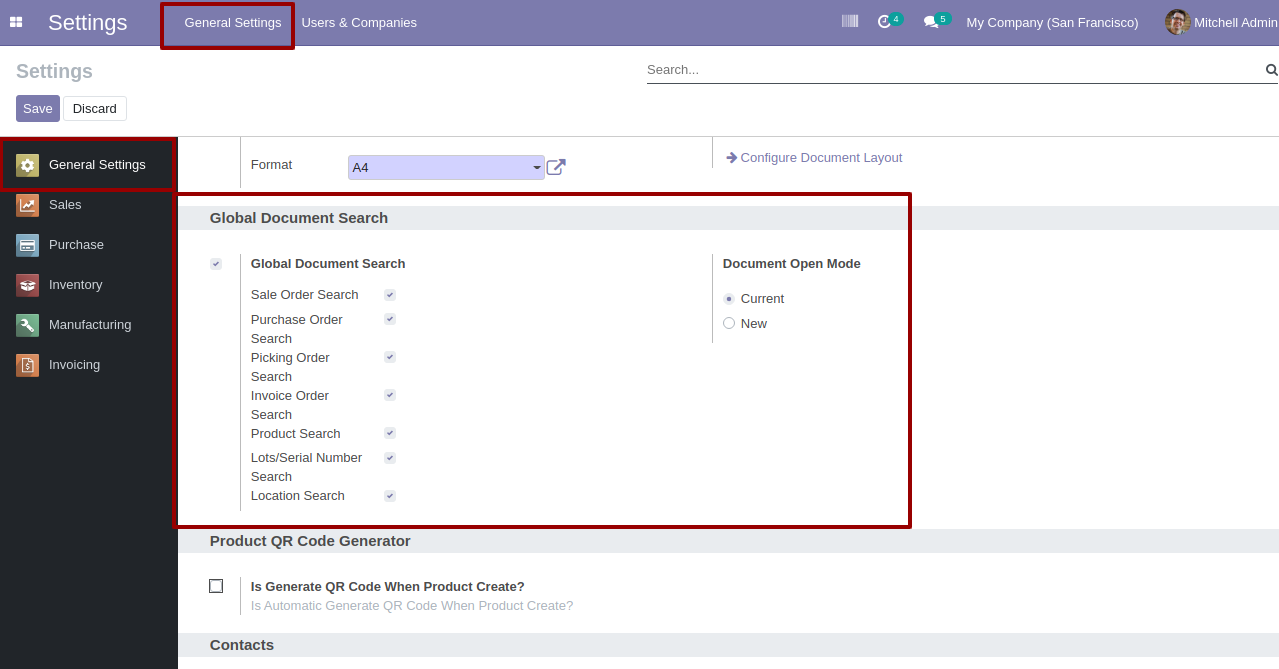 Settings General Settings Users & Companies 4 5 My Company (San Francisco) Mitchell Admin
Settings
Search...
Save Discard
General Settings
Sales
Purchase
Inventory
Manufacturing
Invoicing
Format A4
Configure Document Layout
Global Document Search
Global Document Search
Sale Order Search
Purchase Order
Search
Picking Order
Search
Invoice Order
Search
Product Search
Lots/Serial Number
Search
Location Search
Document Open Mode
Current
New
Product QR Code Generator
Is Generate QR Code When Product Create?
Is Automatic Generate QR Code When Product Create?
Contacts